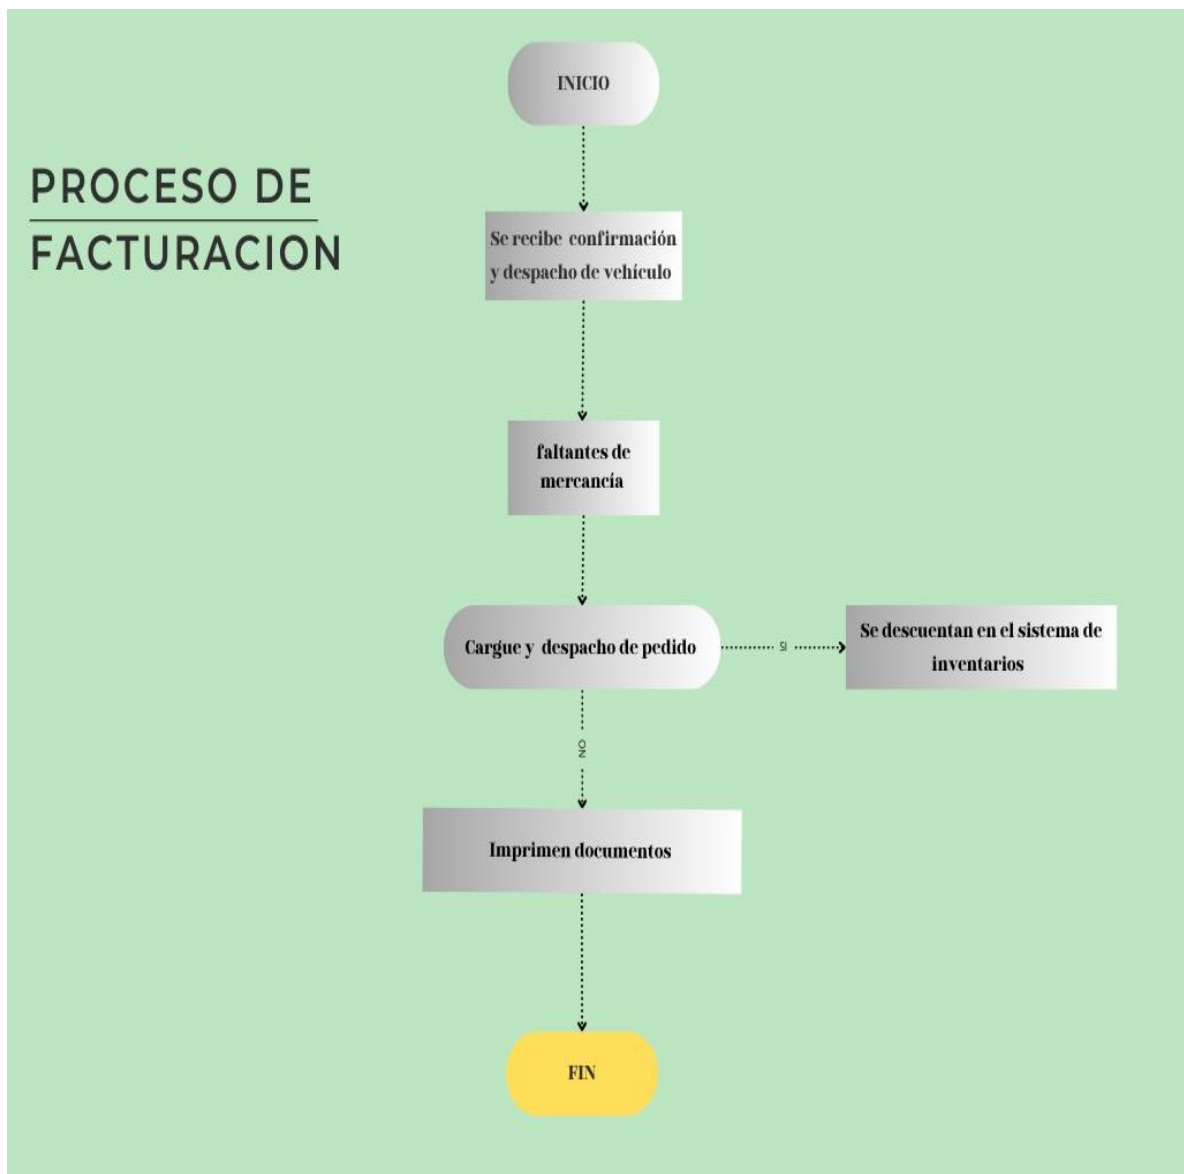 INICIO
PROCESO DE
FACTURACION
Se recibe confirmación
y despacho de vehículo
faltantes de
mercancía
Cargue y despacho de pedido
SI
Se descuentan en el sistema de
inventarios
NO
Imprimen documentos
FIN